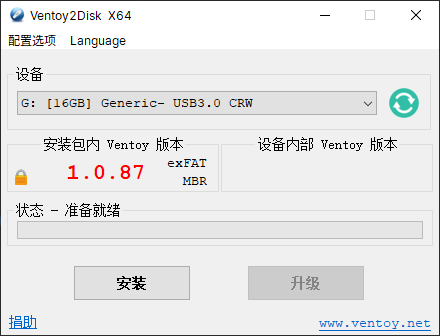 Ventoy2Disk X64
配置选项 Language
设备
G: [16GB] Generic- USB3.0 CRW
安装包内 Ventoy 版本
设备内部 Ventoy 版本
1.0.87
exFAT
MBR
状态 - 准备就绪
安装
升级
捐助
www.ventoy.net